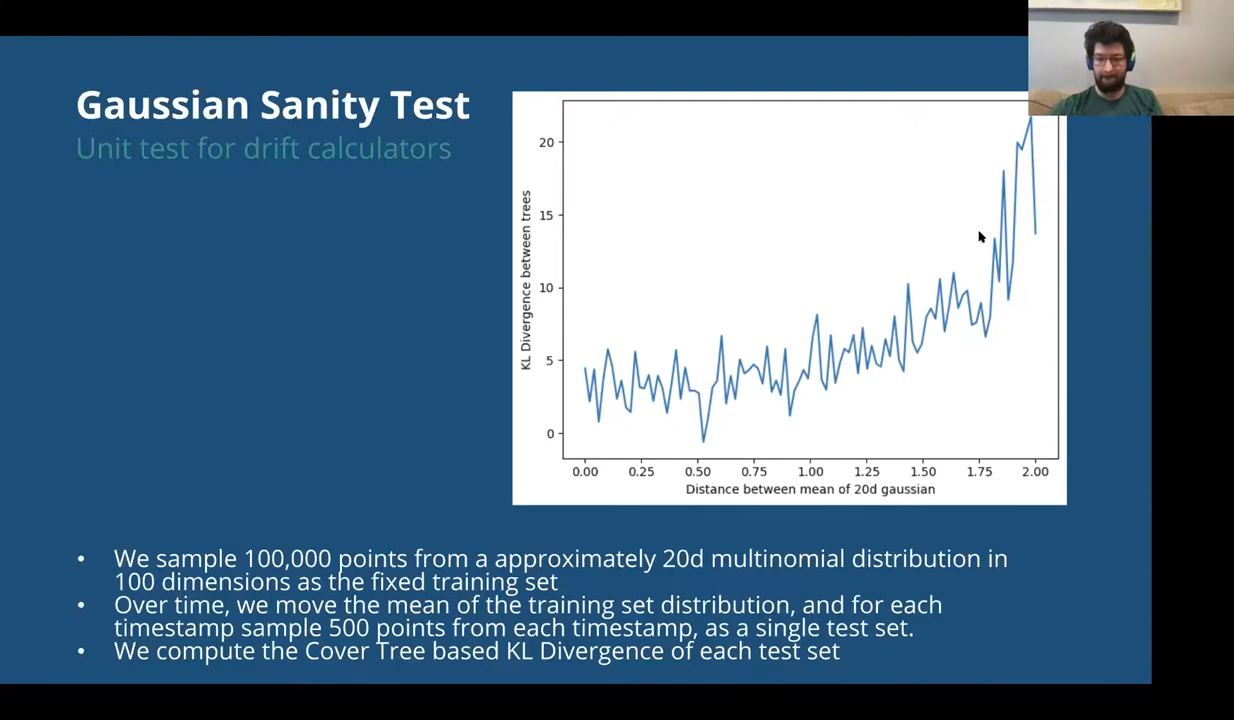 Gaussian Sanity Test
Unit test for drift calculators
20
15
10
5
0
KL Divergence between trees
0.00 0.25 0.50 0.75 1.00 1.25 1.50 1.75 2.00
Distance between mean of 20d gaussian
• We sample 100,000 points from a approximately 20d multinomial distribution in
100 dimensions as the fixed training set
• Over time, we move the mean of the training set distribution, and for each
timestamp sample 500 points from each timestamp, as a single test set.
• We compute the Cover Tree based KL Divergence of each test set